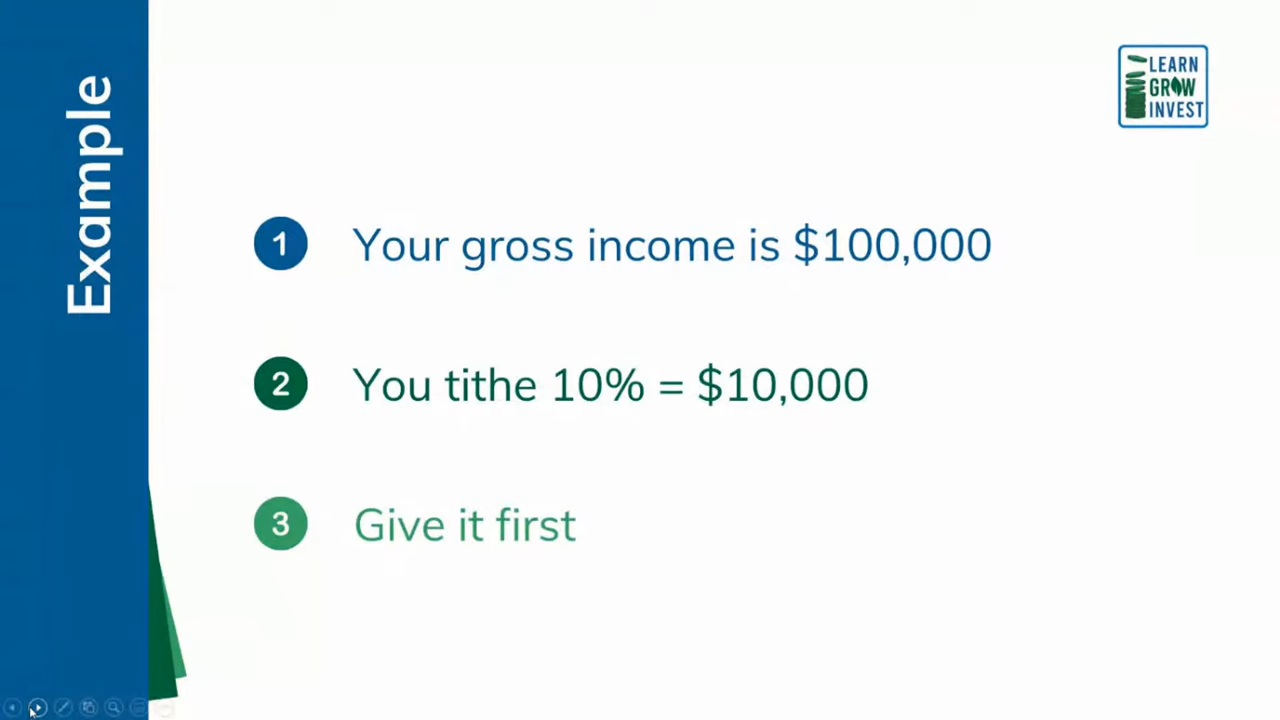 Example
LEARN
GROW
INVEST
1 Your gross income is $100,000
2 You tithe 10% = $10,000
3 Give it first